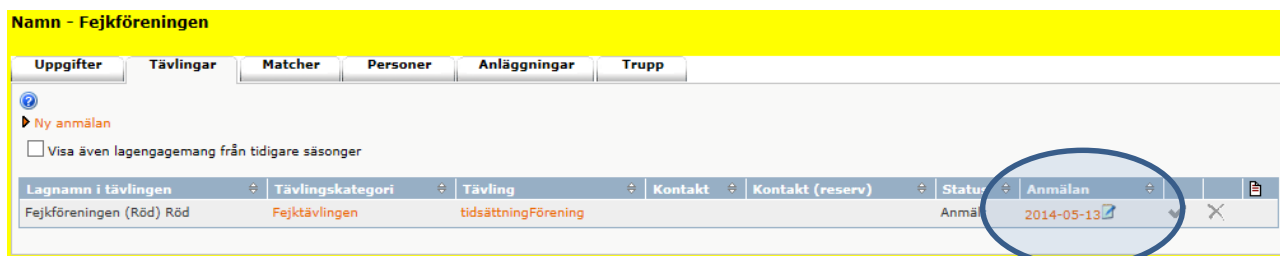 Namn - Fejkföreningen
Uppgifter Tävlingar Matcher Personer Anläggningar Trupp
Ny anmälan
Visa även lagengagemang från tidigare säsonger
Lagnamn i tävlingen Tävlingskategori Tävling Kontakt Kontakt (reserv) Status Anmälan
Fejkföreningen (Röd) Röd Fejktävlingen tidsättningFörening Anmäl 2014-05-13